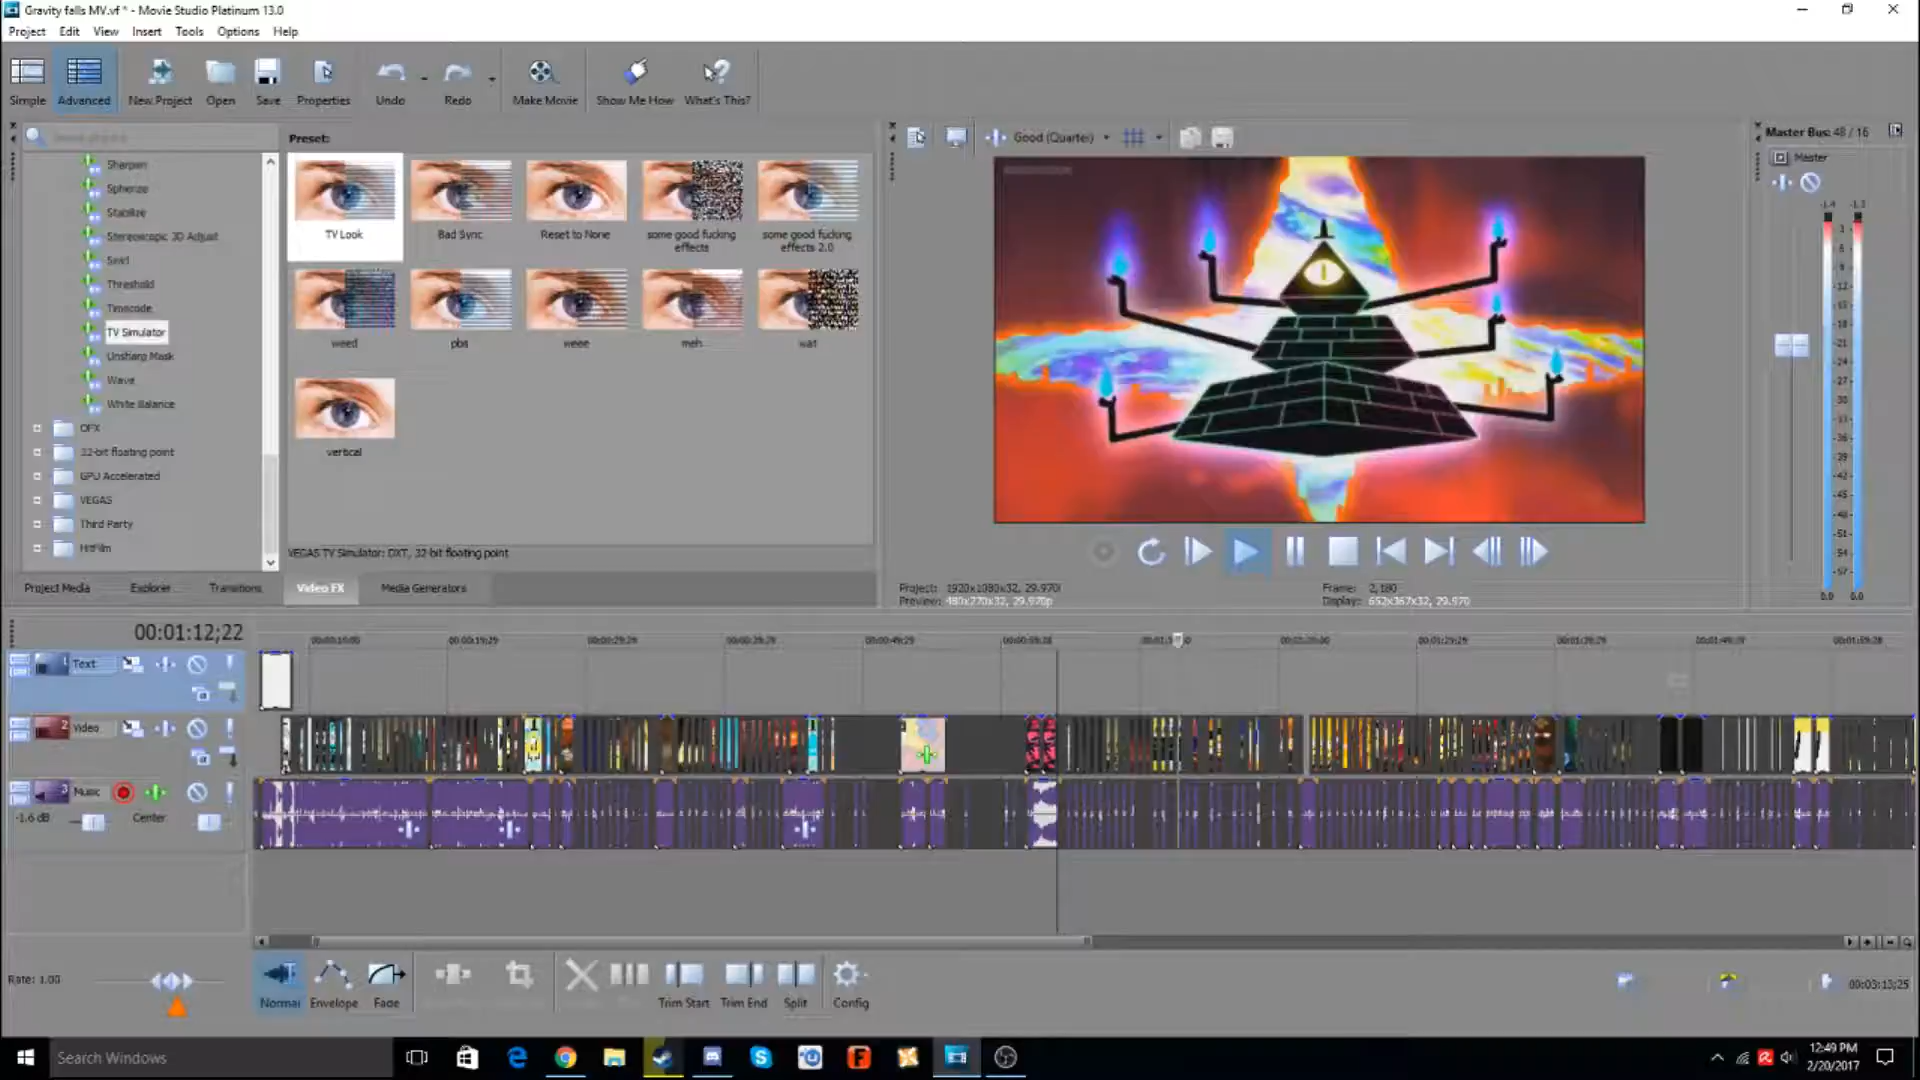 Gravity falls MV.vf * - Movie Studio Platinum 13.0
Project Edit View Insert Tools Options Help
Simple Advanced New Project Open Save Properties Undo Redo Make Movie Show Me How What's This?
Preset:
Good (Quarter)
Master Bus: 48 / 16
Master
Sharpen
Spherize
Stabilize
Stereoscopic 3D Adjust
Swirl
Threshold
Timecode
TV Simulator
Unsharp Mask
Wave
White Balance
OFX
32-bit floating point
GPU Accelerated
VEGAS
Third Party
HitFilm
TV Look
Bad Sync
Reset to None
some good fucking
effects
some good fucking
effects 2.0
weed
pbs
weee
meh
wat
vertical
VEGAS TV Simulator: DXT, 32-bit floating point
Project Media Explorer Transitions Video FX Media Generators
Project: 1920x1080x32, 29.970i
Preview: 480x270x32, 29.970p
Frame: 2,180
Display: 652x367x32, 29.970
0.0 0.0
00:01:12;22
1 Text
2 Video
3 Music
-1.6 dB
Center
Rate: 1.00
Normal Envelope Fade Trim Start Trim End Split Config
00:03:13;25
Search Windows
12:49 PM
2/20/2017